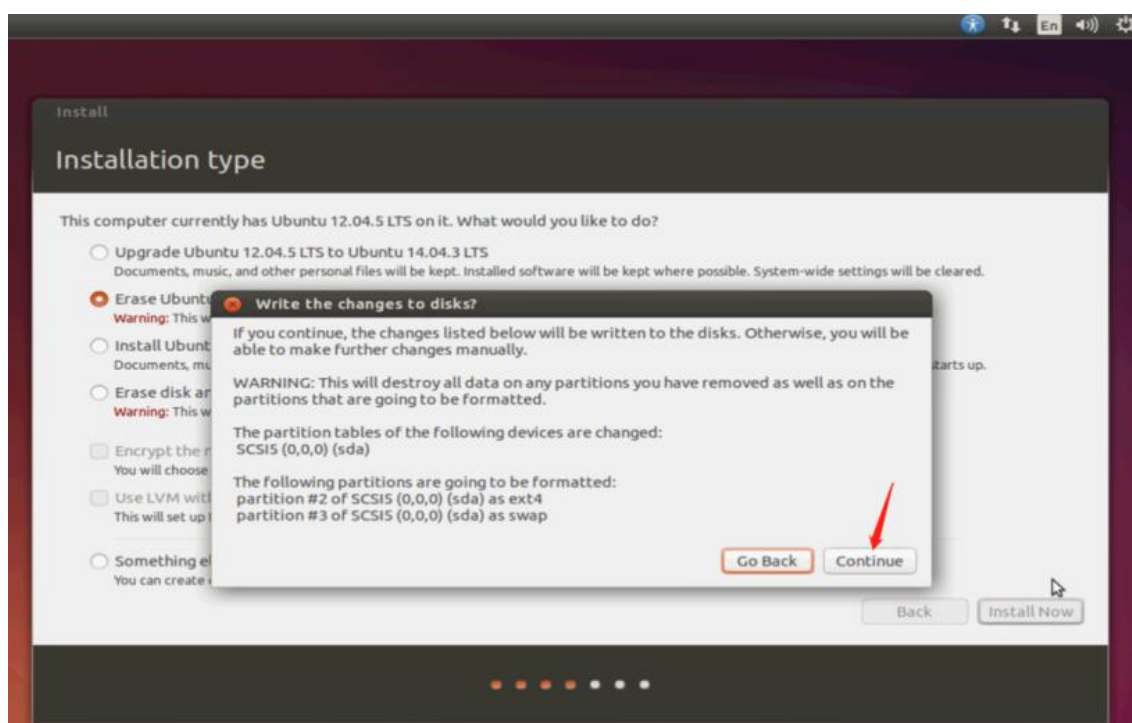 En
Install
Installation type
This computer currently has Ubuntu 12.04.5 LTS on it. What would you like to do?
Upgrade Ubuntu 12.04.5 LTS to Ubuntu 14.04.3 LTS
Documents, music, and other personal files will be kept. Installed software will be kept where possible. System-wide settings will be cleared.
Erase
Warning: This
Install
Documents,
starts up.
Erase disk
Warning: This
Encrypt the
You will choose
Use LVM
This will set up
Something
You can create
Write the changes to disks?
If you continue, the changes listed below will be written to the disks. Otherwise, you will be
able to make further changes manually.
WARNING: This will destroy all data on any partitions you have removed as well as on the
partitions that are going to be formatted.
The partition tables of the following devices are changed:
SCSI5 (0,0,0) (sda)
The following partitions are going to be formatted:
partition #2 of SCSI5 (0,0,0) (sda) as ext4
partition #3 of SCSI5 (0,0,0) (sda) as swap
Go Back Continue
Back Install Now